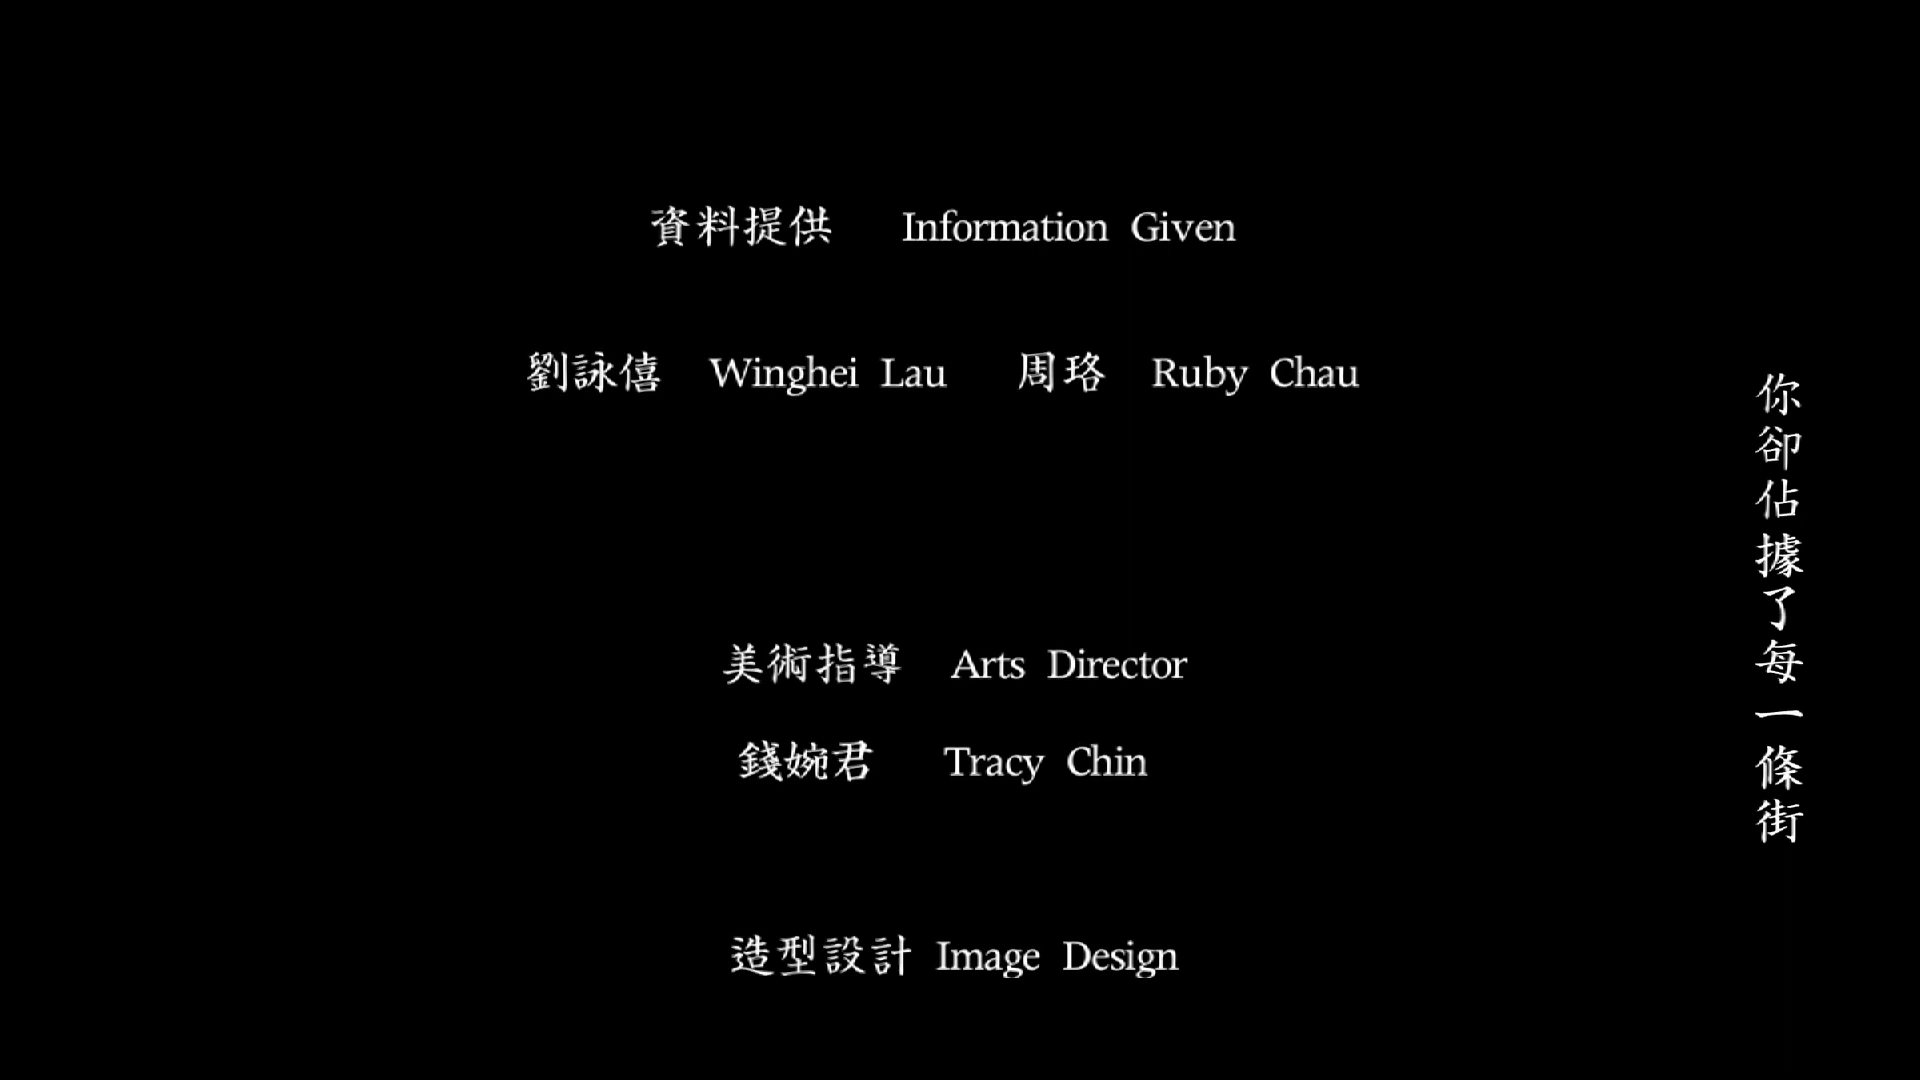 資料提供 Information Given
劉詠僖 Winghei Lau 周珞 Ruby Chau
美術指導 Arts Director
錢婉君 Tracy Chin
造型設計 Image Design
你卻佔據了每一條街